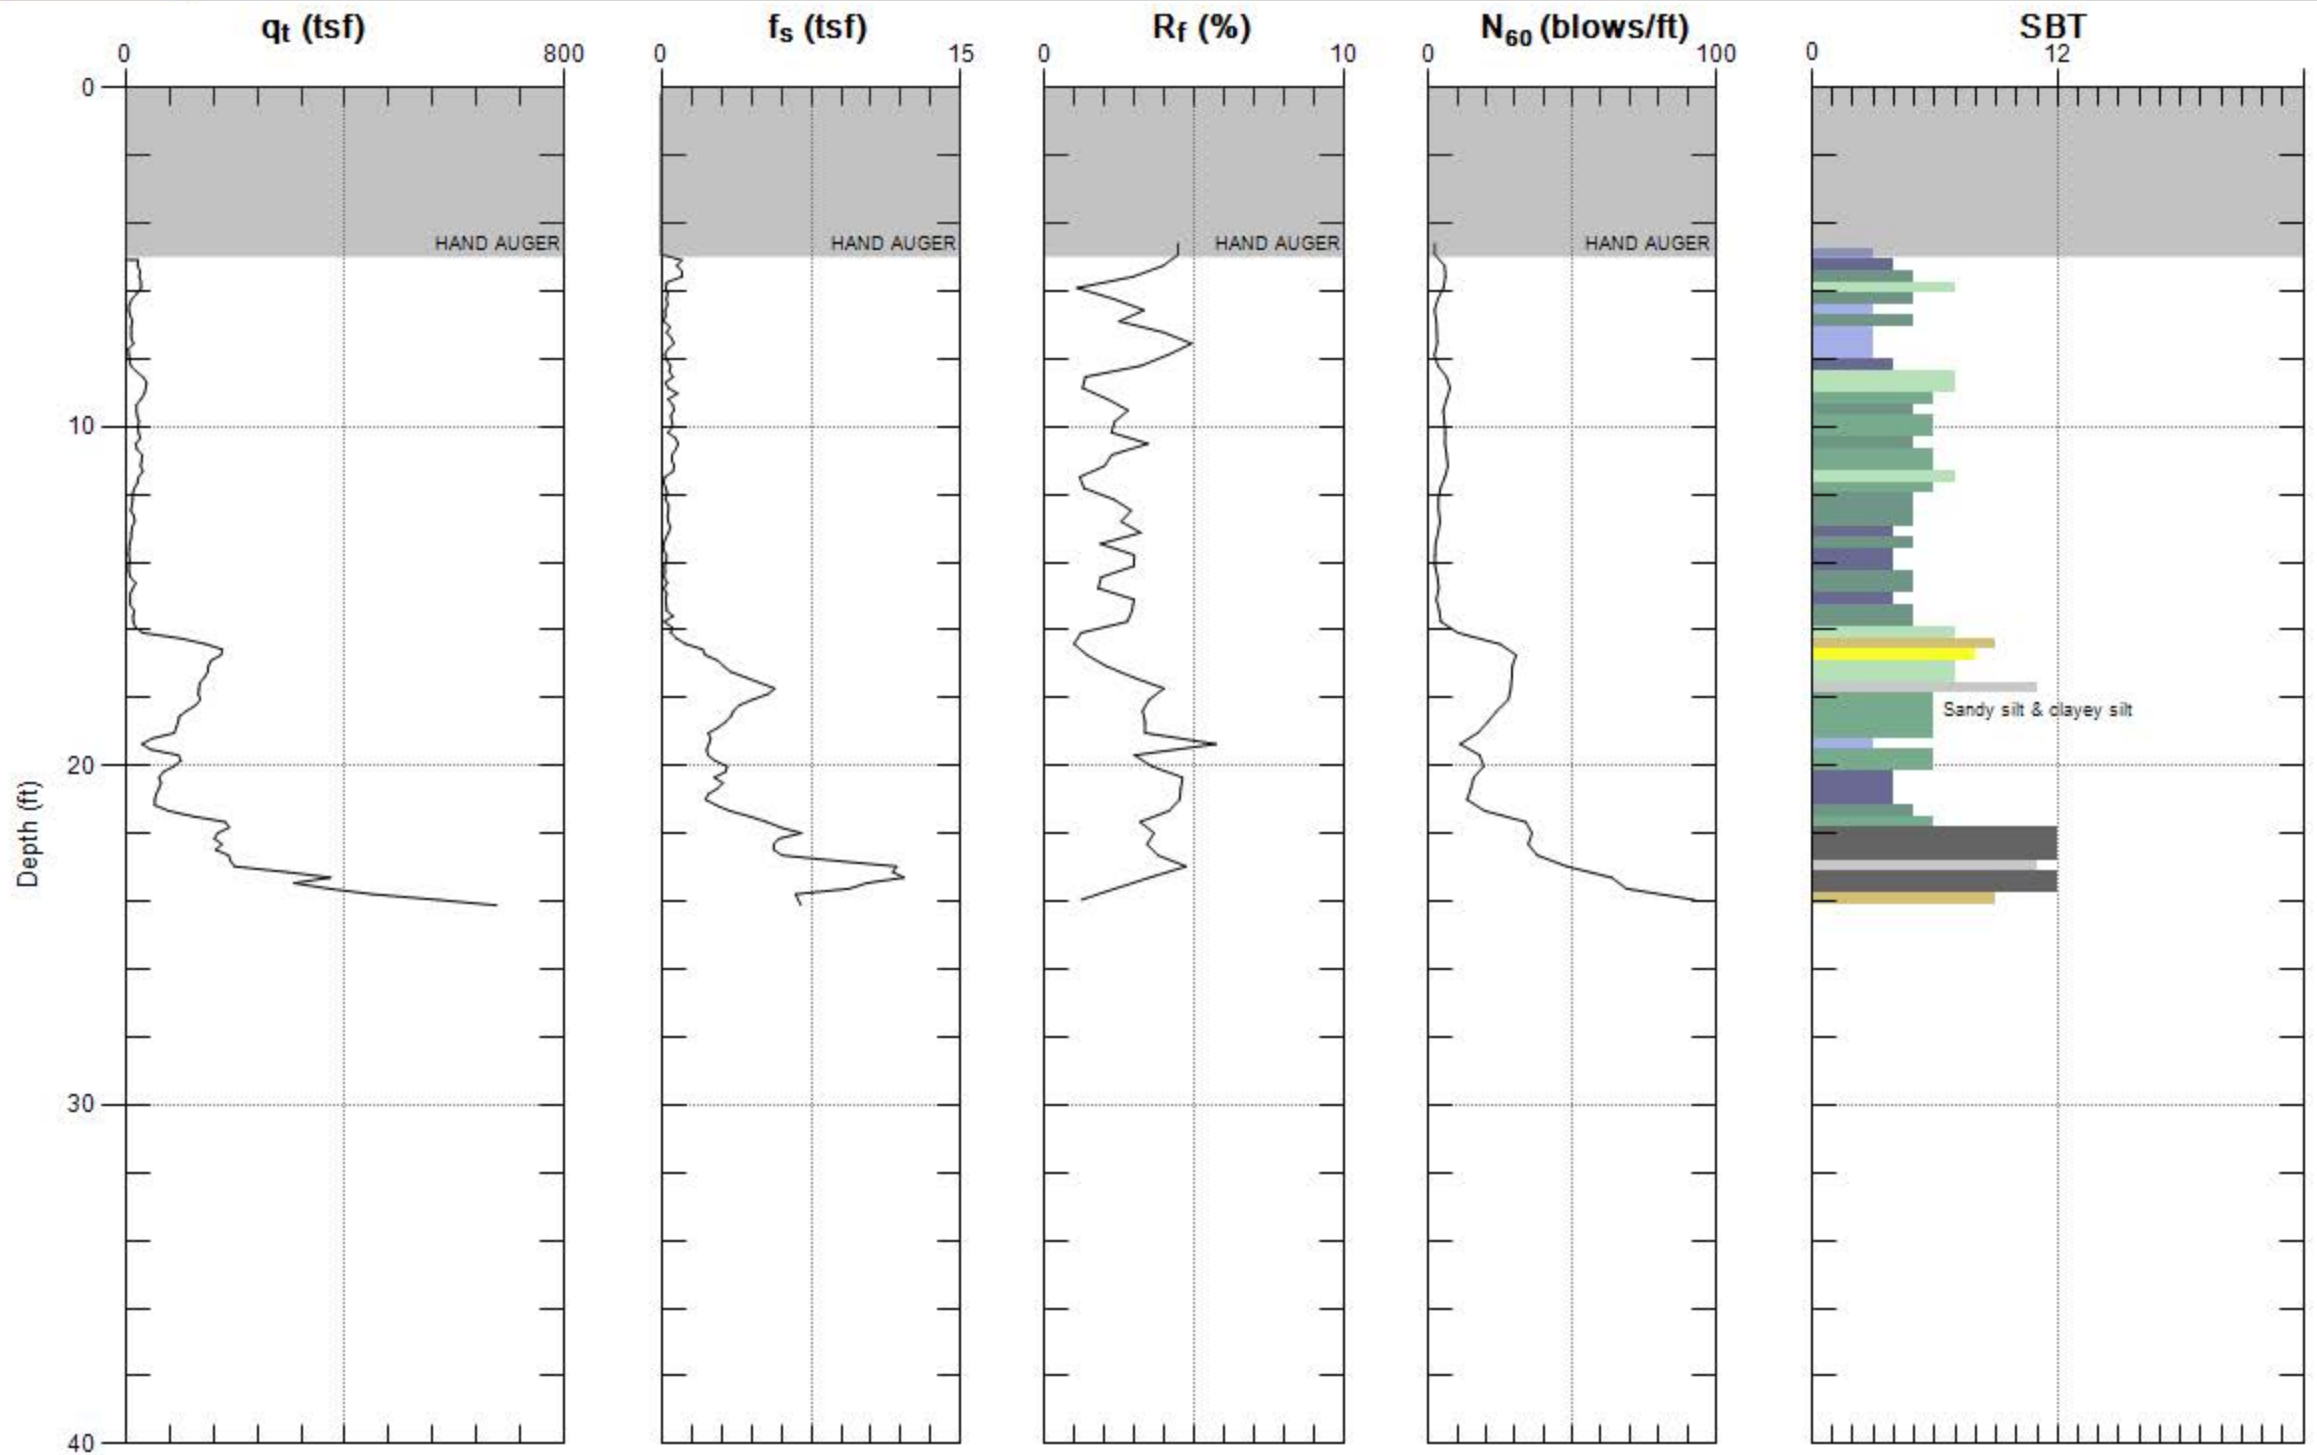 qt (tsf) fs (tsf) Rf (%) N60 (blows/ft) SBT
0 800 0 15 0 10 0 100 0 12
0
HAND AUGER HAND AUGER HAND AUGER HAND AUGER
10
Sandy silt & clayey silt
20
Depth (ft)
30
40